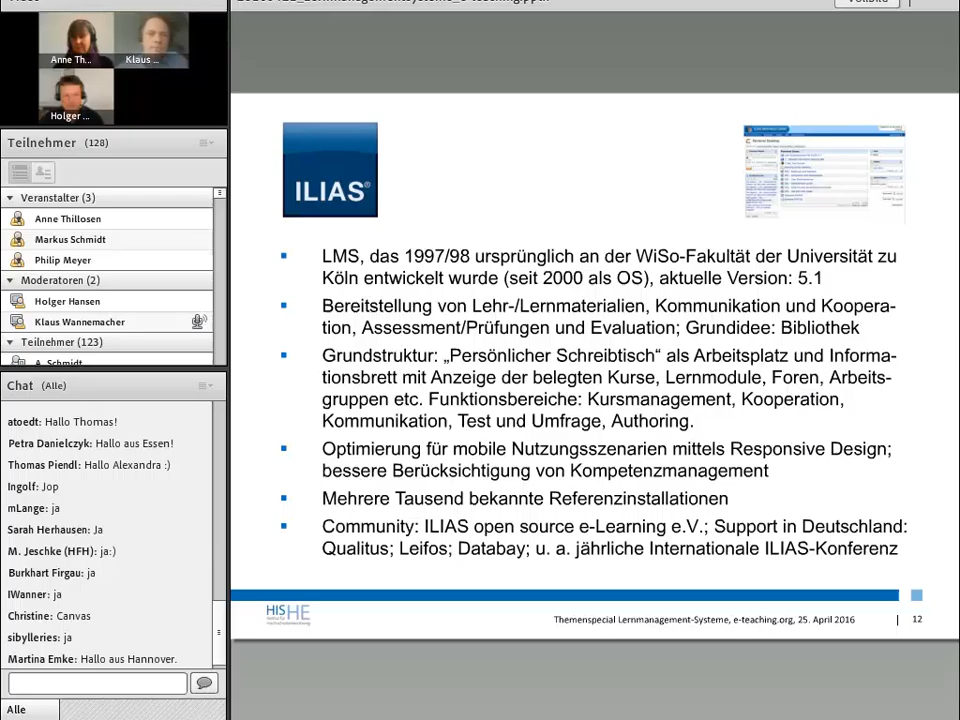 Vollbild
Anne Th...
Klaus ...
Holger ...
Teilnehmer (128)
Veranstalter (3)
Anne Thillosen
Markus Schmidt
Philip Meyer
Moderatoren (2)
Holger Hansen
Klaus Wannemacher
Teilnehmer (123)
A. Schmidt
Chat (Alle)
atoedt: Hallo Thomas!
Petra Danielczyk: Hallo aus Essen!
Thomas Piendl: Hallo Alexandra :)
Ingolf: Jop
mLange: ja
Sarah Herhausen: Ja
M. Jeschke (HFH): ja:)
Burkhart Firgau: ja
IWanner: ja
Christine: Canvas
sibylleries: ja
Martina Emke: Hallo aus Hannover.
Alle
ILIAS®
LMS, das 1997/98 ursprünglich an der WiSo-Fakultät der Universität zu
Köln entwickelt wurde (seit 2000 als OS), aktuelle Version: 5.1
Bereitstellung von Lehr-/Lernmaterialien, Kommunikation und Koopera-
tion, Assessment/Prüfungen und Evaluation; Grundidee: Bibliothek
Grundstruktur: „Persönlicher Schreibtisch“ als Arbeitsplatz und Informa-
tionsbrett mit Anzeige der belegten Kurse, Lernmodule, Foren, Arbeits-
gruppen etc. Funktionsbereiche: Kursmanagement, Kooperation,
Kommunikation, Test und Umfrage, Authoring.
Optimierung für mobile Nutzungsszenarien mittels Responsive Design;
bessere Berücksichtigung von Kompetenzmanagement
Mehrere Tausend bekannte Referenzinstallationen
Community: ILIAS open source e-Learning e.V.; Support in Deutschland:
Qualitus; Leifos; Databay; u. a. jährliche Internationale ILIAS-Konferenz
HIS HE
Themenspecial Lernmanagement-Systeme, e-teaching.org, 25. April 2016 | 12